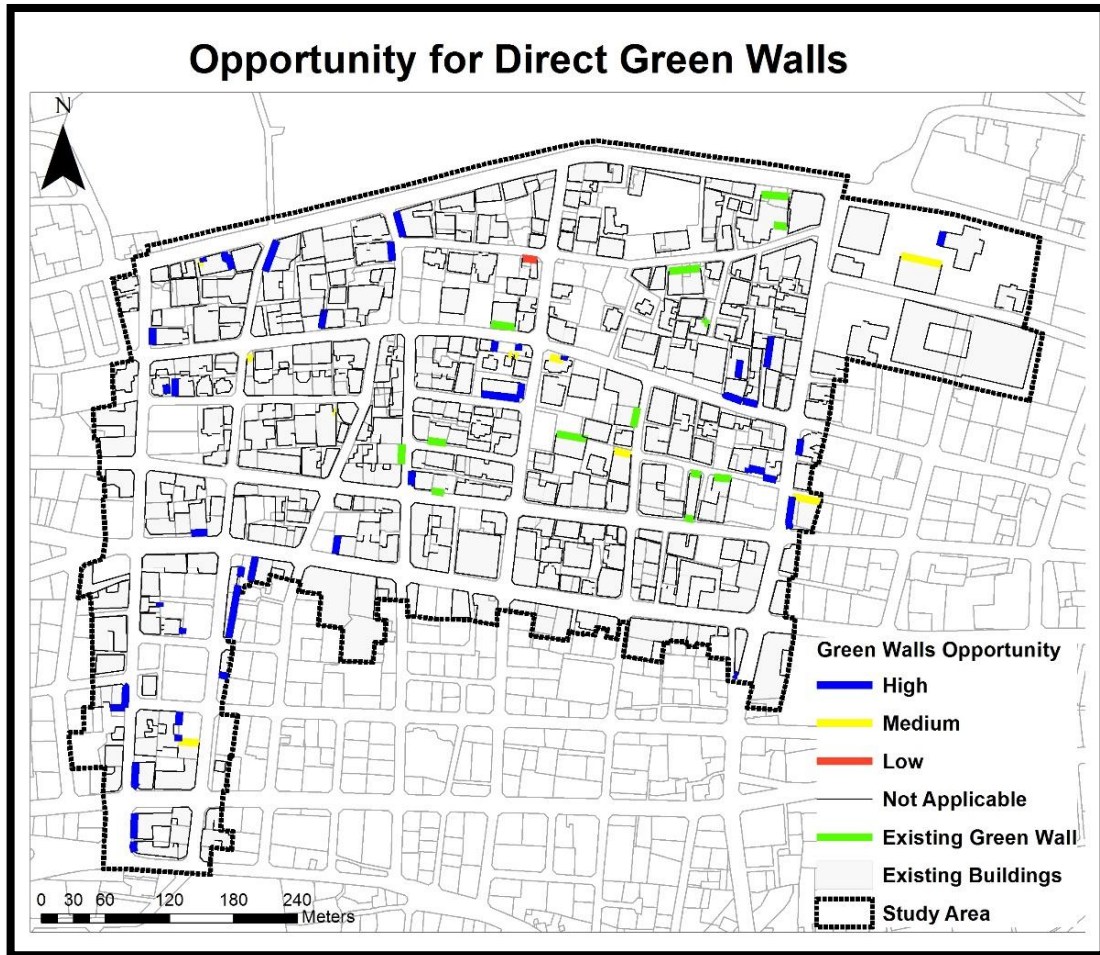 Opportunity for Direct Green Walls
N
Green Walls Opportunity
High
Medium
Low
Not Applicable
Existing Green Wall
Existing Buildings
Study Area
0 30 60 120 180 240
Meters